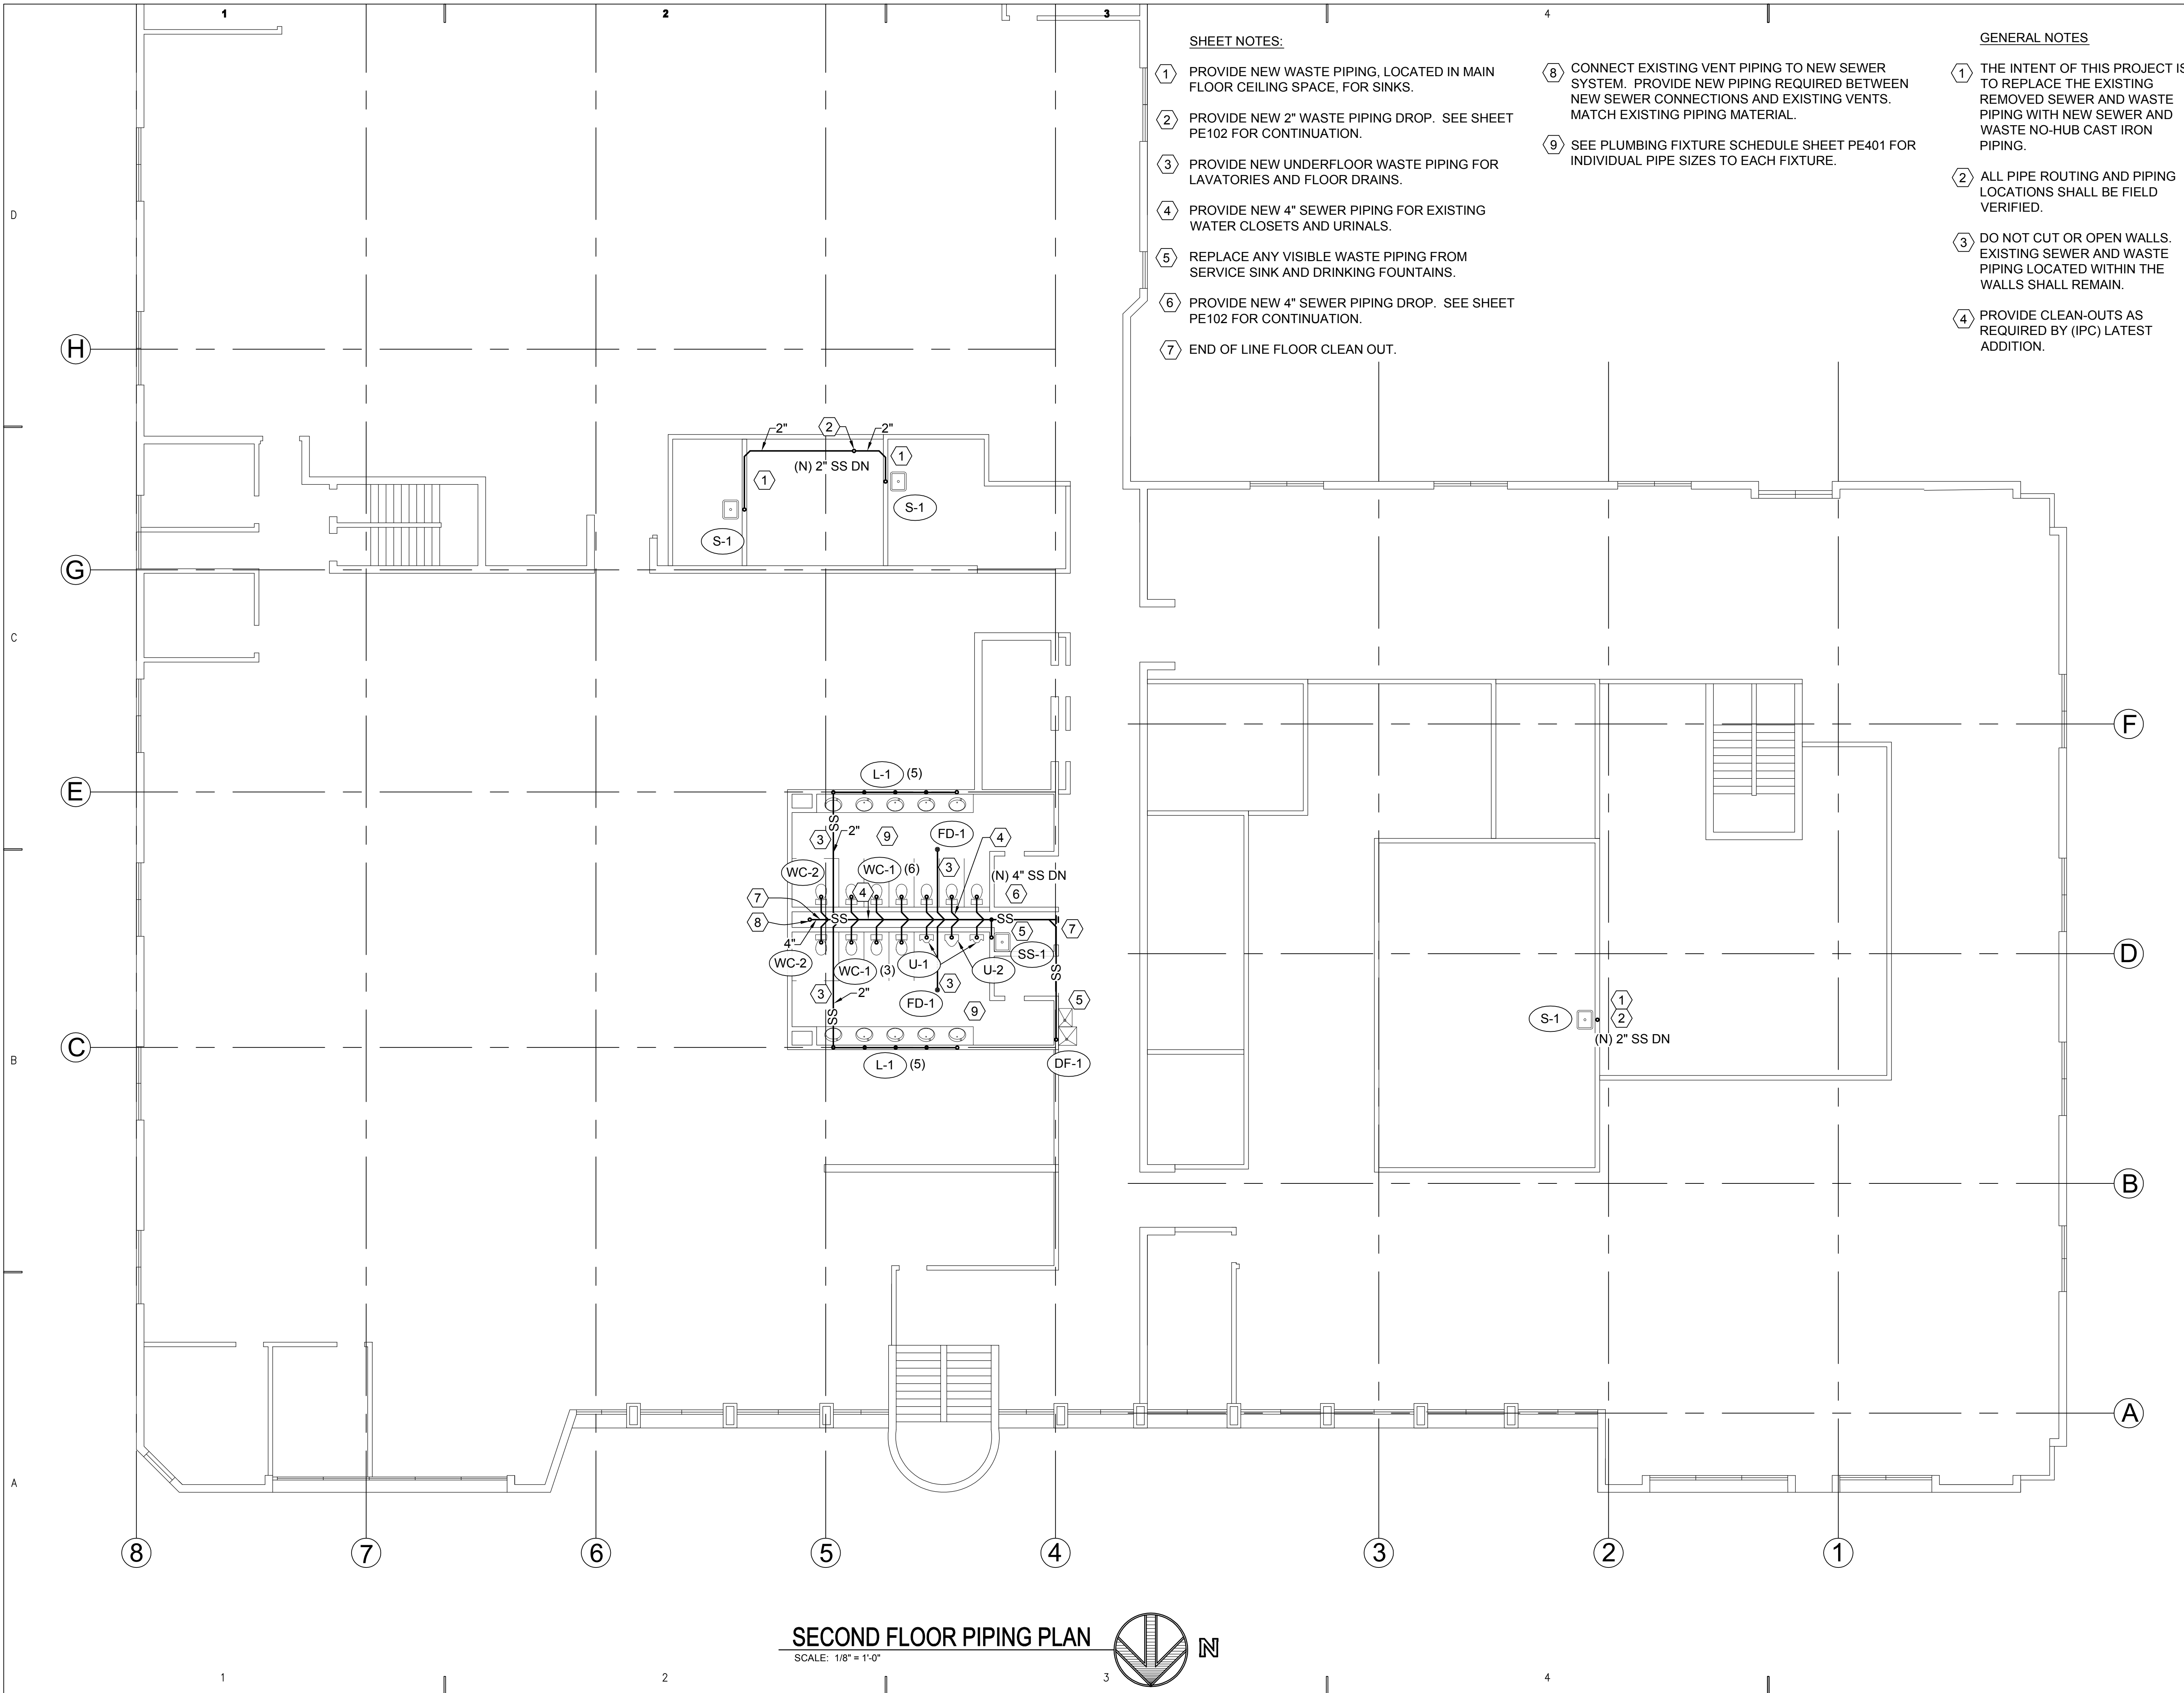 1
2
3
4
SHEET NOTES:
1 PROVIDE NEW WASTE PIPING, LOCATED IN MAIN
FLOOR CEILING SPACE, FOR SINKS.
2 PROVIDE NEW 2" WASTE PIPING DROP. SEE SHEET
PE102 FOR CONTINUATION.
3 PROVIDE NEW UNDERFLOOR WASTE PIPING FOR
LAVATORIES AND FLOOR DRAINS.
4 PROVIDE NEW 4" SEWER PIPING FOR EXISTING
WATER CLOSETS AND URINALS.
5 REPLACE ANY VISIBLE WASTE PIPING FROM
SERVICE SINK AND DRINKING FOUNTAINS.
6 PROVIDE NEW 4" SEWER PIPING DROP. SEE SHEET
PE102 FOR CONTINUATION.
7 END OF LINE FLOOR CLEAN OUT.
8 CONNECT EXISTING VENT PIPING TO NEW SEWER
SYSTEM. PROVIDE NEW PIPING REQUIRED BETWEEN
NEW SEWER CONNECTIONS AND EXISTING VENTS.
MATCH EXISTING PIPING MATERIAL.
9 SEE PLUMBING FIXTURE SCHEDULE SHEET PE401 FOR
INDIVIDUAL PIPE SIZES TO EACH FIXTURE.
GENERAL NOTES
1 THE INTENT OF THIS PROJECT IS
TO REPLACE THE EXISTING
REMOVED SEWER AND WASTE
PIPING WITH NEW SEWER AND
WASTE NO-HUB CAST IRON
PIPING.
2 ALL PIPE ROUTING AND PIPING
LOCATIONS SHALL BE FIELD
VERIFIED.
3 DO NOT CUT OR OPEN WALLS.
EXISTING SEWER AND WASTE
PIPING LOCATED WITHIN THE
WALLS SHALL REMAIN.
4 PROVIDE CLEAN-OUTS AS
REQUIRED BY (IPC) LATEST
ADDITION.
D
H
2" 2 2"
(N) 2" SS DN
1
1
S-1
S-1
G
C
F
E
L-1 (5)
SS
3 2" 9 FD-1 4
WC-2 WC-1 (6) 3
(N) 4" SS DN
7 4 6
8 SS SS 7
5
4"
WC-2 WC-1 (3) U-1 U-2 SS-1
D
3 2" FD-1 3 SS
9 5
SS
1
S-1 2
(N) 2" SS DN
C
B
L-1 (5) DF-1
B
A
A
8 7 6 5 4 3 2 1
SECOND FLOOR PIPING PLAN
SCALE: 1/8" = 1'-0"
N
1 2 3 4